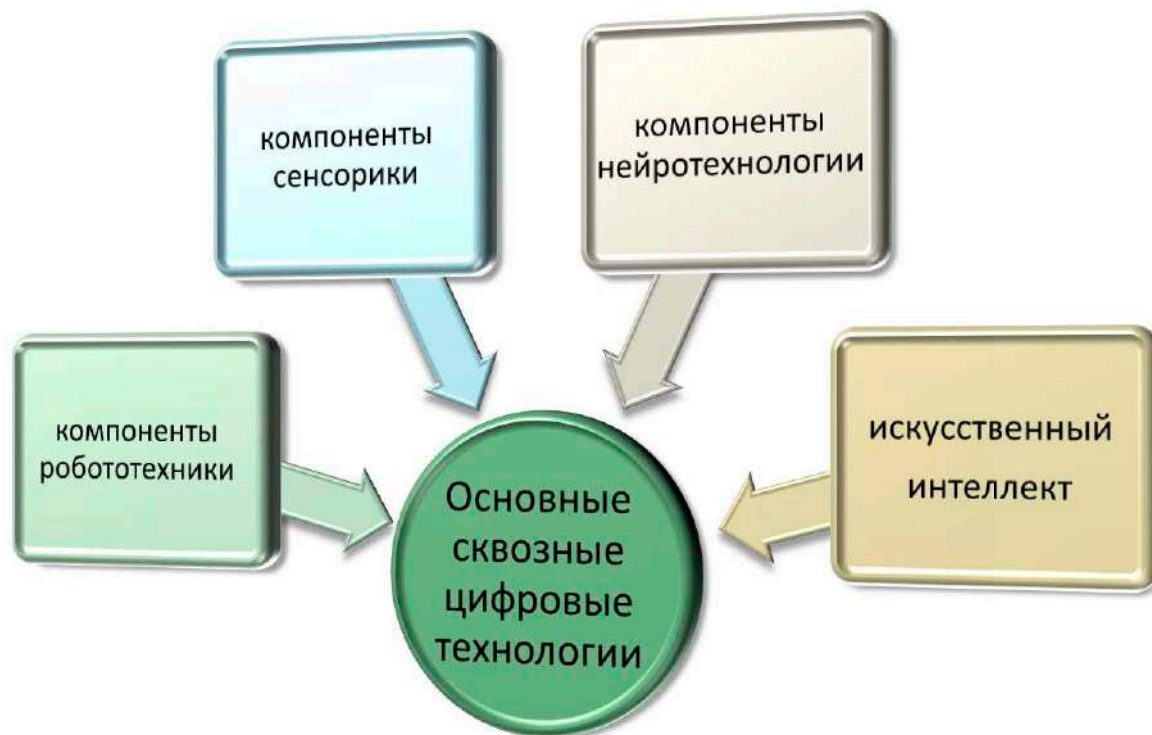 компоненты
сенсорики
компоненты
нейротехнологии
компоненты
робототехники
искусственный
интеллект
Основные
сквозные
цифровые
технологии